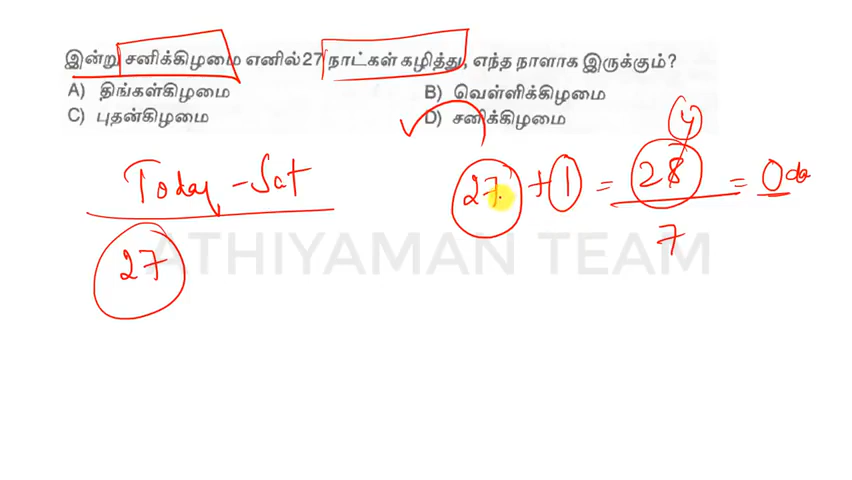 இன்று சனிக்கிழமை எனில் 27 நாட்கள் கழித்து, எந்த நாளாக இருக்கும்?
A) திங்கள்கிழமை B) வெள்ளிக்கிழமை
C) புதன்கிழமை D) சனிக்கிழமை
4
Today - Sat 27 + 1 = 28 = 0 da
7
27
ATHIYAMAN TEAM